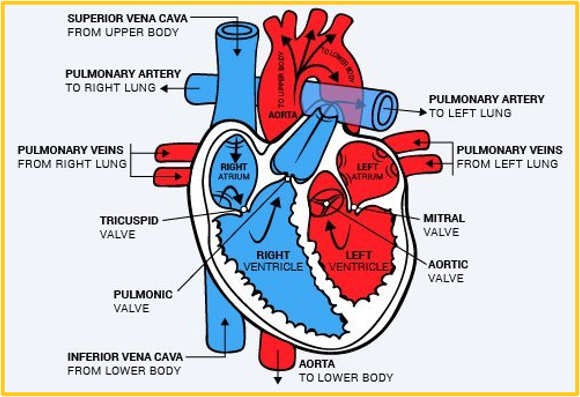 SUPERIOR VENA CAVA
FROM UPPER BODY
PULMONARY ARTERY
TO RIGHT LUNG
PULMONARY VEINS
FROM RIGHT LUNG
TRICUSPID
VALVE
PULMONIC
VALVE
INFERIOR VENA CAVA
FROM LOWER BODY
TO UPPER BODY
TO LOWER BODY
AORTA
RIGHT
ATRIUM
LEFT
ATRIUM
RIGHT
VENTRICLE
LEFT
VENTRICLE
PULMONARY ARTERY
TO LEFT LUNG
PULMONARY VEINS
FROM LEFT LUNG
MITRAL
VALVE
AORTIC
VALVE
AORTA
TO LOWER BODY